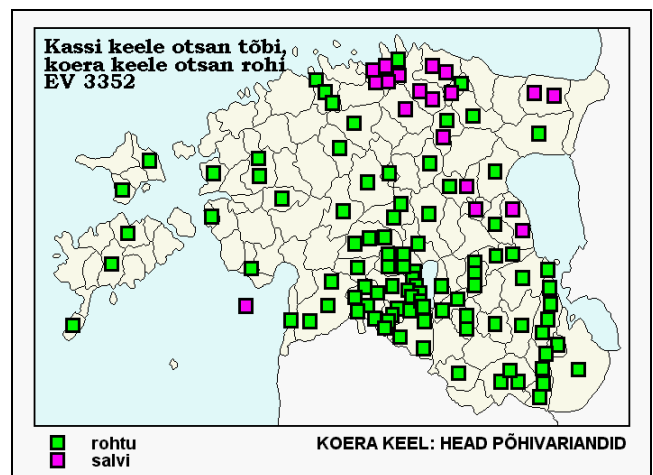 Kassi keele otsan tõbi,
koera keele otsan rohi
EV 3352
rohtu
salvi
KOERA KEEL: HEAD PÕHIVARIANDID